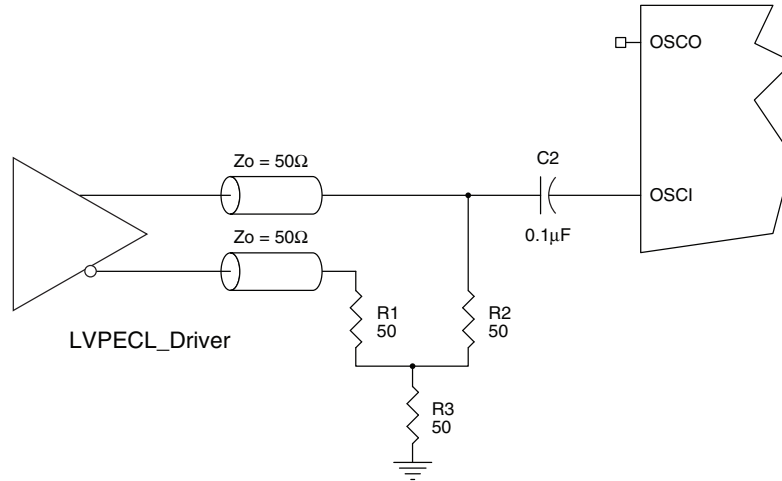 OSCO
Zo = 50Ω
C2
OSCI
0.1µF
Zo = 50Ω
R1
50
R2
50
LVPECL_Driver
R3
50